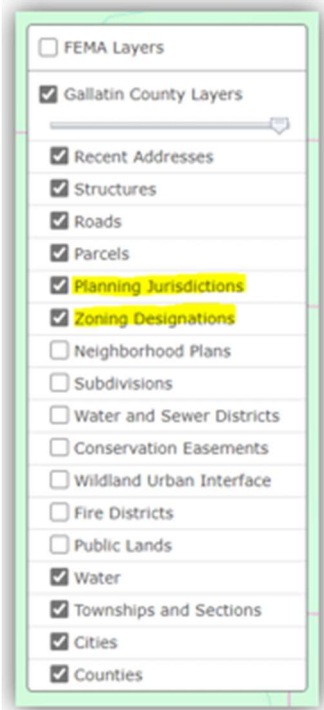 FEMA Layers
Gallatin County Layers
Recent Addresses
Structures
Roads
Parcels
Planning Jurisdictions
Zoning Designations
Neighborhood Plans
Subdivisions
Water and Sewer Districts
Conservation Easements
Wildland Urban Interface
Fire Districts
Public Lands
Water
Townships and Sections
Cities
Counties